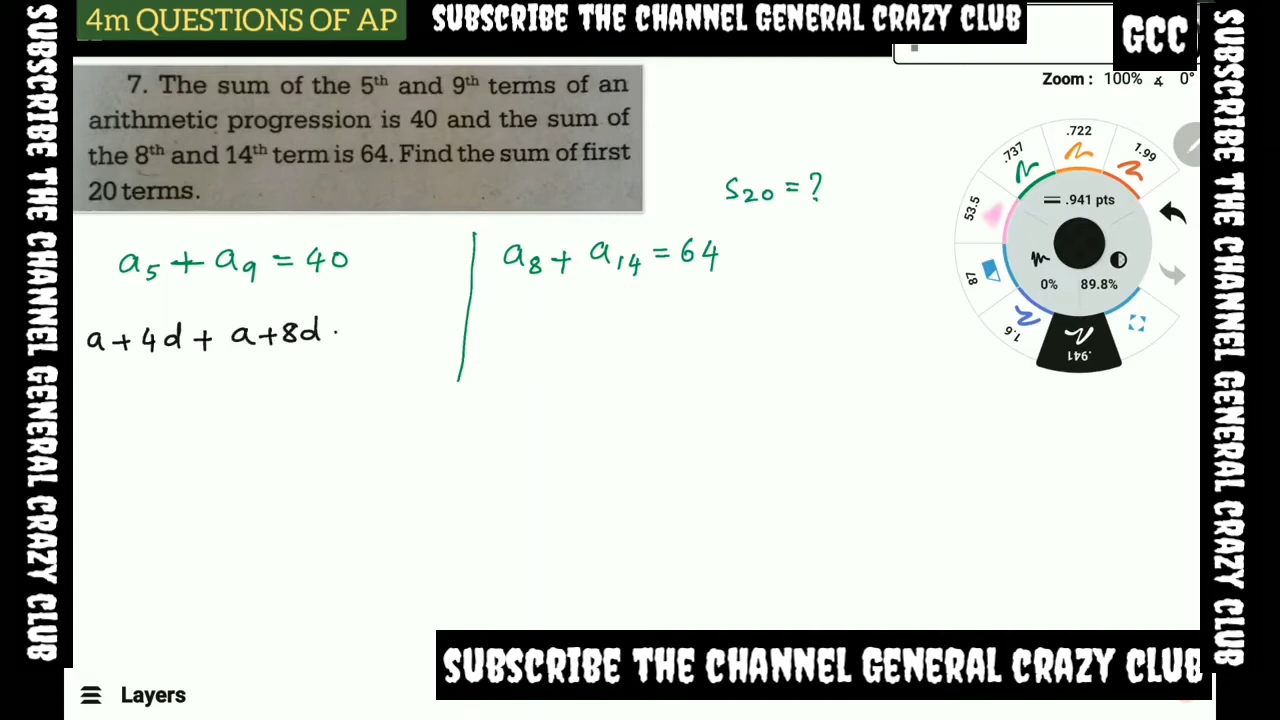 4m QUESTIONS OF AP
SUBSCRIBE THE CHANNEL GENERAL CRAZY CLUB
GCC
Zoom : 100% ∡ 0°
7. The sum of the 5th and 9th terms of an
arithmetic progression is 40 and the sum of
the 8th and 14th term is 64. Find the sum of first
20 terms.
S20 = ?
a5 + a9 = 40
a8 + a14 = 64
a + 4d + a + 8d
.722
.737
1.99
53.5
.941 pts
87
0%
89.8%
1.6
.941
SUBSCRIBE THE CHANNEL GENERAL CRAZY CLUB
SUBSCRIBE THE CHANNEL GENERAL CRAZY CLUB
SUBSCRIBE THE CHANNEL GENERAL CRAZY CLUB
Layers